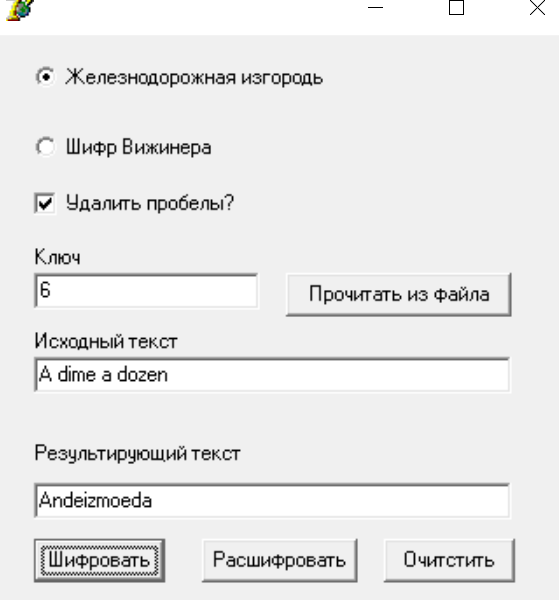 Железнодорожная изгородь
Шифр Вижинера
Удалить пробелы?
Ключ
6
Прочитать из файла
Исходный текст
A dime a dozen
Результирующий текст
Andeizmoeda
Шифровать Расшифровать Очитстить